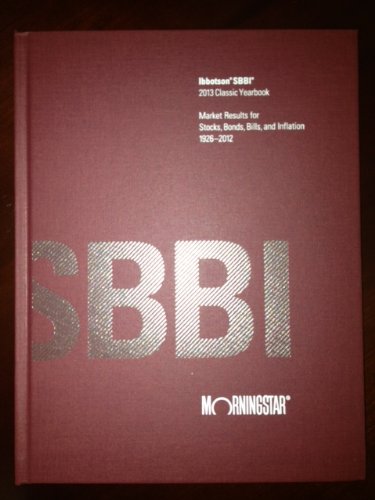 Ibbotson® SBBI®
2013 Classic Yearbook
Market Results for
Stocks, Bonds, Bills, and Inflation
1926–2012
SBBI
MORNINGSTAR®